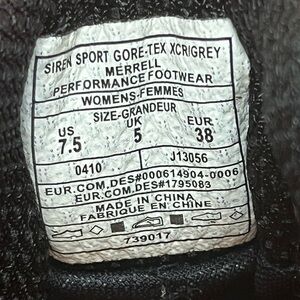 SIREN SPORT GORE-TEX XCR/GREY
MERRELL
PERFORMANCE FOOTWEAR
WOMENS-FEMMES
SIZE-GRANDEUR
US UK EUR:
7.5 5 38
0410 J13056
EUR.COM.DES#000614904-0006
EUR.COM.DES#1795083
MADE IN CHINA
FABRIQUE EN CHINE
739017